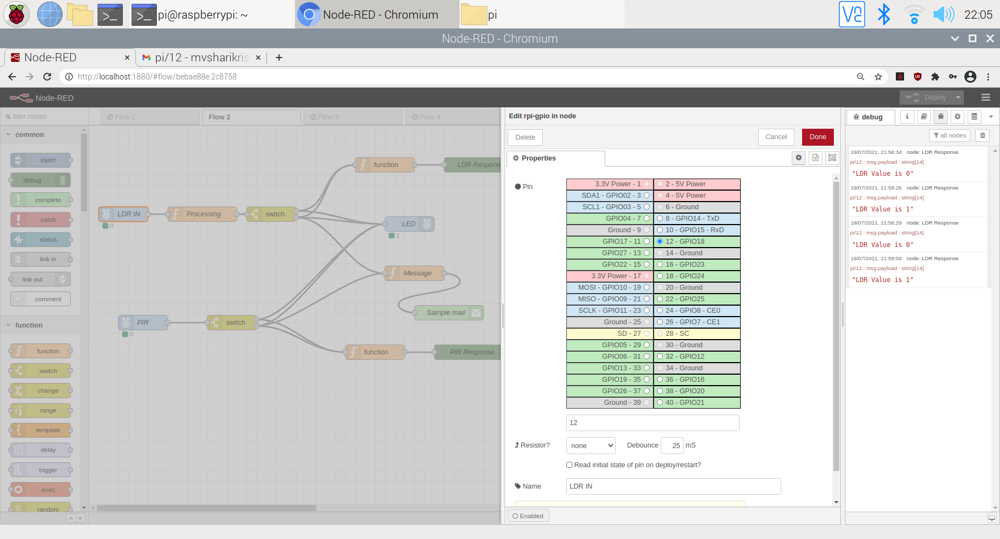 pi@raspberrypi: ~
Node-RED - Chromium
pi
22:05
Node-RED - Chromium
Node-RED
pi/12 - mvsharikris
http://localhost:1880/#flow/bebae88e.2c8758
Node-RED
Deploy
filter nodes
common
inject
debug
complete
catch
status
link in
link out
comment
function
function
switch
change
range
template
delay
trigger
exec
random
Flow 1
Flow 2
Flow 3
Flow 4
function
LDR Respons
LDR IN
0
Processing
switch
LED
1
Message
Sample mail
PIR
0
switch
function
PIR Response
Edit rpi-gpio in node
Delete
Cancel
Done
Properties
Pin
3.3V Power - 1
2 - 5V Power
SDA1 - GPIO02 - 3
4 - 5V Power
SCL1 - GPIO03 - 5
6 - Ground
GPIO04 - 7
8 - GPIO14 - TxD
Ground - 9
10 - GPIO15 - RxD
GPIO17 - 11
12 - GPIO18
GPIO27 - 13
14 - Ground
GPIO22 - 15
16 - GPIO23
3.3V Power - 17
18 - GPIO24
MOSI - GPIO10 - 19
20 - Ground
MISO - GPIO09 - 21
22 - GPIO25
SCLK - GPIO11 - 23
24 - GPIO8 - CE0
Ground - 25
26 - GPIO7 - CE1
SD - 27
28 - SC
GPIO05 - 29
30 - Ground
GPIO06 - 31
32 - GPIO12
GPIO13 - 33
34 - Ground
GPIO19 - 35
36 - GPIO16
GPIO26 - 37
38 - GPIO20
Ground - 39
40 - GPIO21
12
Resistor?
none
Debounce
25
mS
Read initial state of pin on deploy/restart?
Name
LDR IN
Enabled
debug
all nodes
19/07/2021, 21:56:34 node: LDR Response
pi/12 : msg.payload : string[14]
"LDR Value is 0"
19/07/2021, 21:58:26 node: LDR Response
pi/12 : msg.payload : string[14]
"LDR Value is 1"
19/07/2021, 21:58:29 node: LDR Response
pi/12 : msg.payload : string[14]
"LDR Value is 0"
19/07/2021, 21:59:04 node: LDR Response
pi/12 : msg.payload : string[14]
"LDR Value is 1"